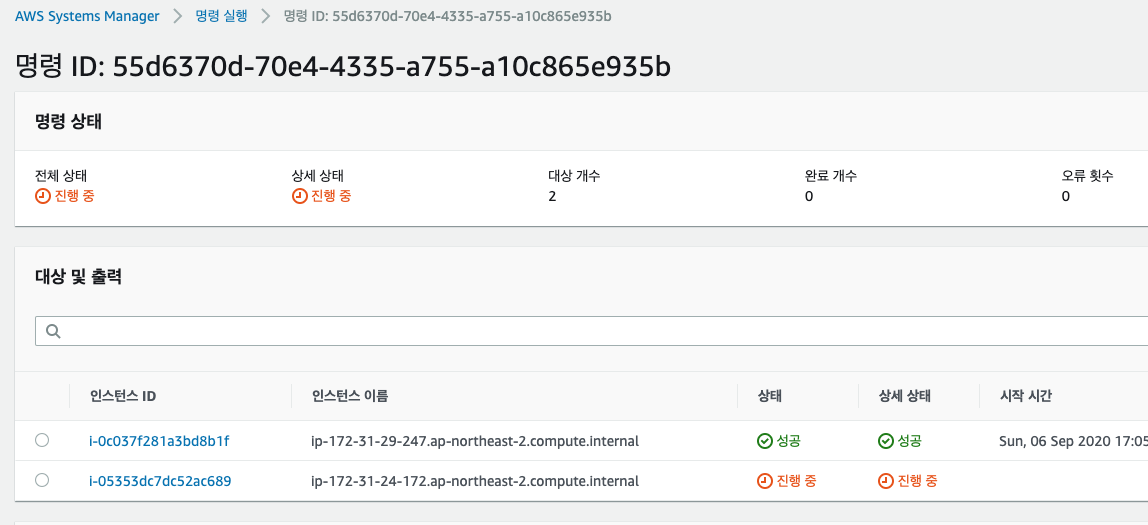 AWS Systems Manager > 명령 실행 > 명령 ID: 55d6370d-70e4-4335-a755-a10c865e935b
명령 ID: 55d6370d-70e4-4335-a755-a10c865e935b
명령 상태
전체 상태 상세 상태 대상 개수 완료 개수 오류 횟수
진행 중 진행 중 2 0 0
대상 및 출력
인스턴스 ID 인스턴스 이름 상태 상세 상태 시작 시간
i-0c037f281a3bd8b1f ip-172-31-29-247.ap-northeast-2.compute.internal 성공 성공 Sun, 06 Sep 2020 17:05
i-05353dc7dc52ac689 ip-172-31-24-172.ap-northeast-2.compute.internal 진행 중 진행 중